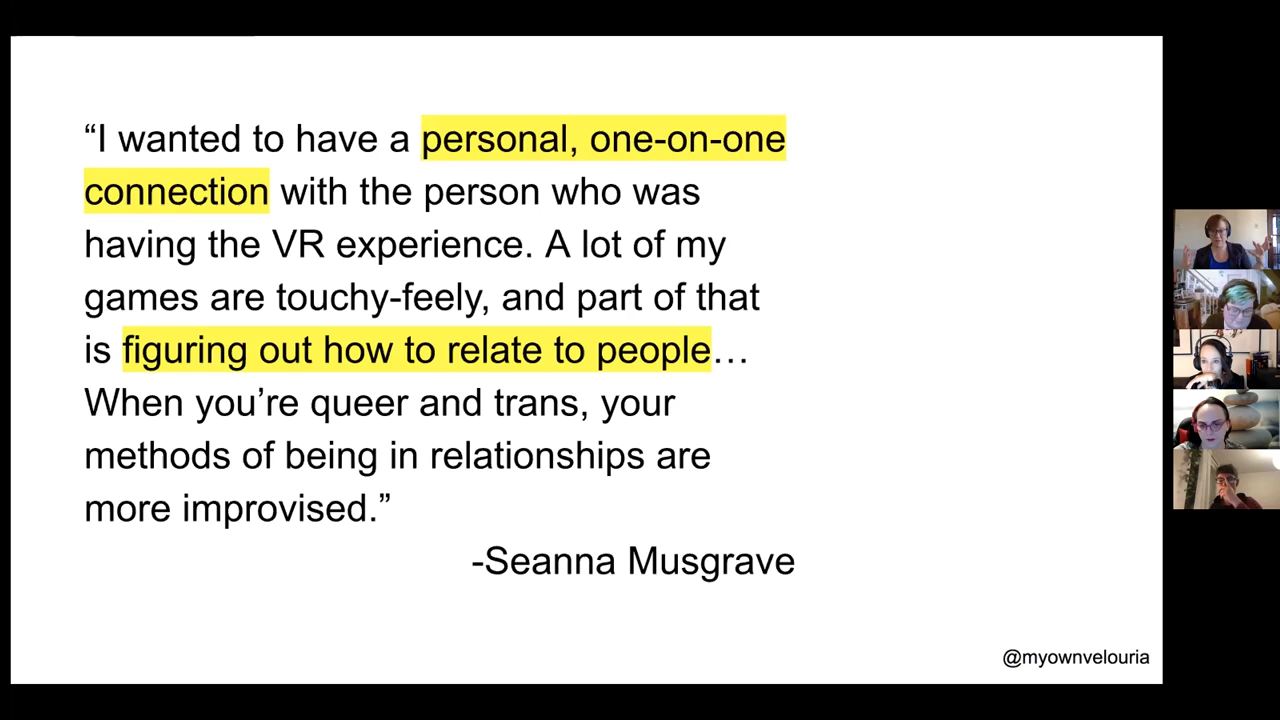 “I wanted to have a personal, one-on-one
connection with the person who was
having the VR experience. A lot of my
games are touchy-feely, and part of that
is figuring out how to relate to people…
When you’re queer and trans, your
methods of being in relationships are
more improvised.”
-Seanna Musgrave
@myownvelouria